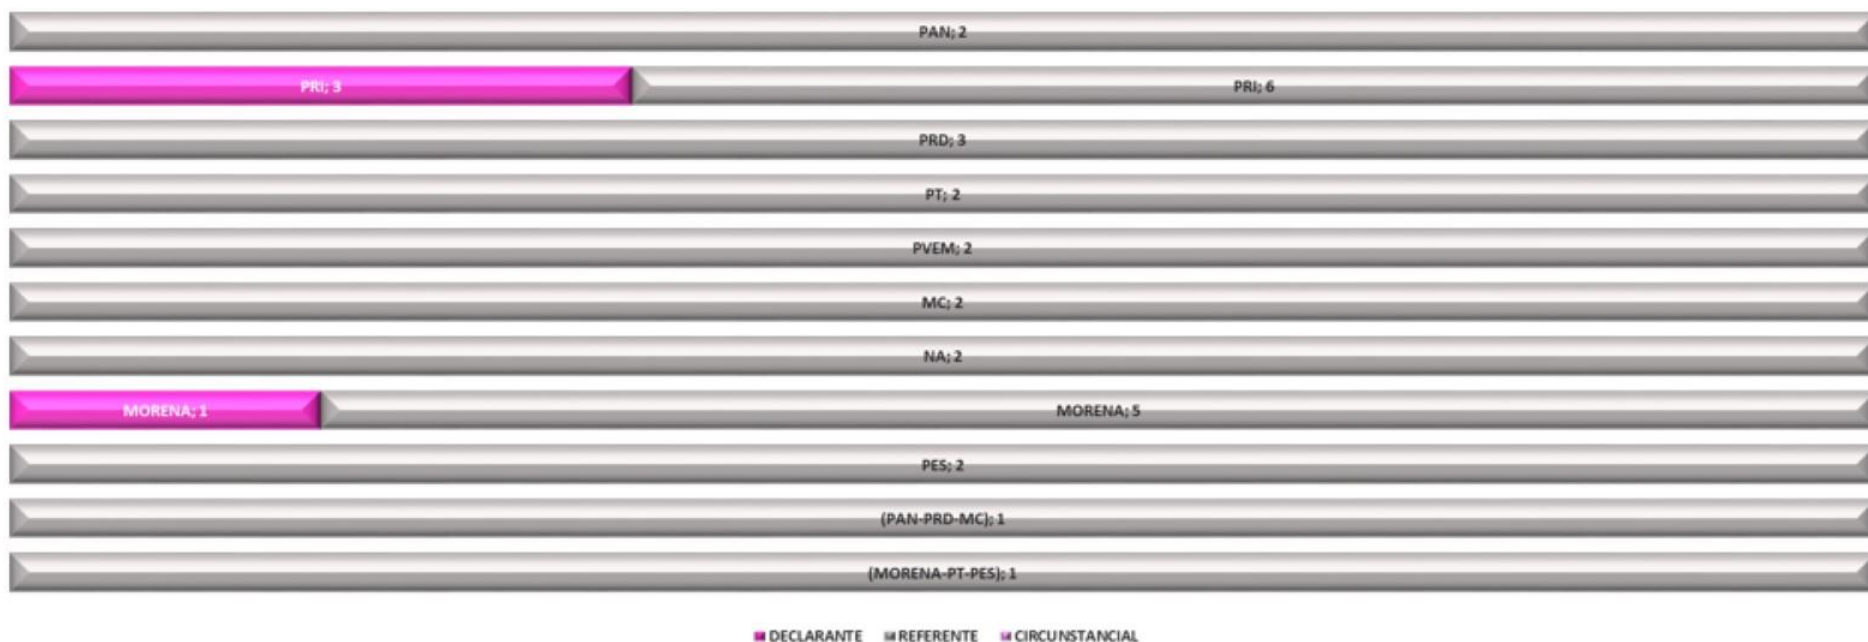 PAN; 2
PRI; 3 PRI; 6
PRD; 3
PT; 2
PVEM; 2
MC; 2
NA; 2
MORENA; 1 MORENA; 5
PES; 2
(PAN-PRD-MC); 1
(MORENA-PT-PES); 1
DECLARANTE REFERENTE CIRCUNSTANCIAL